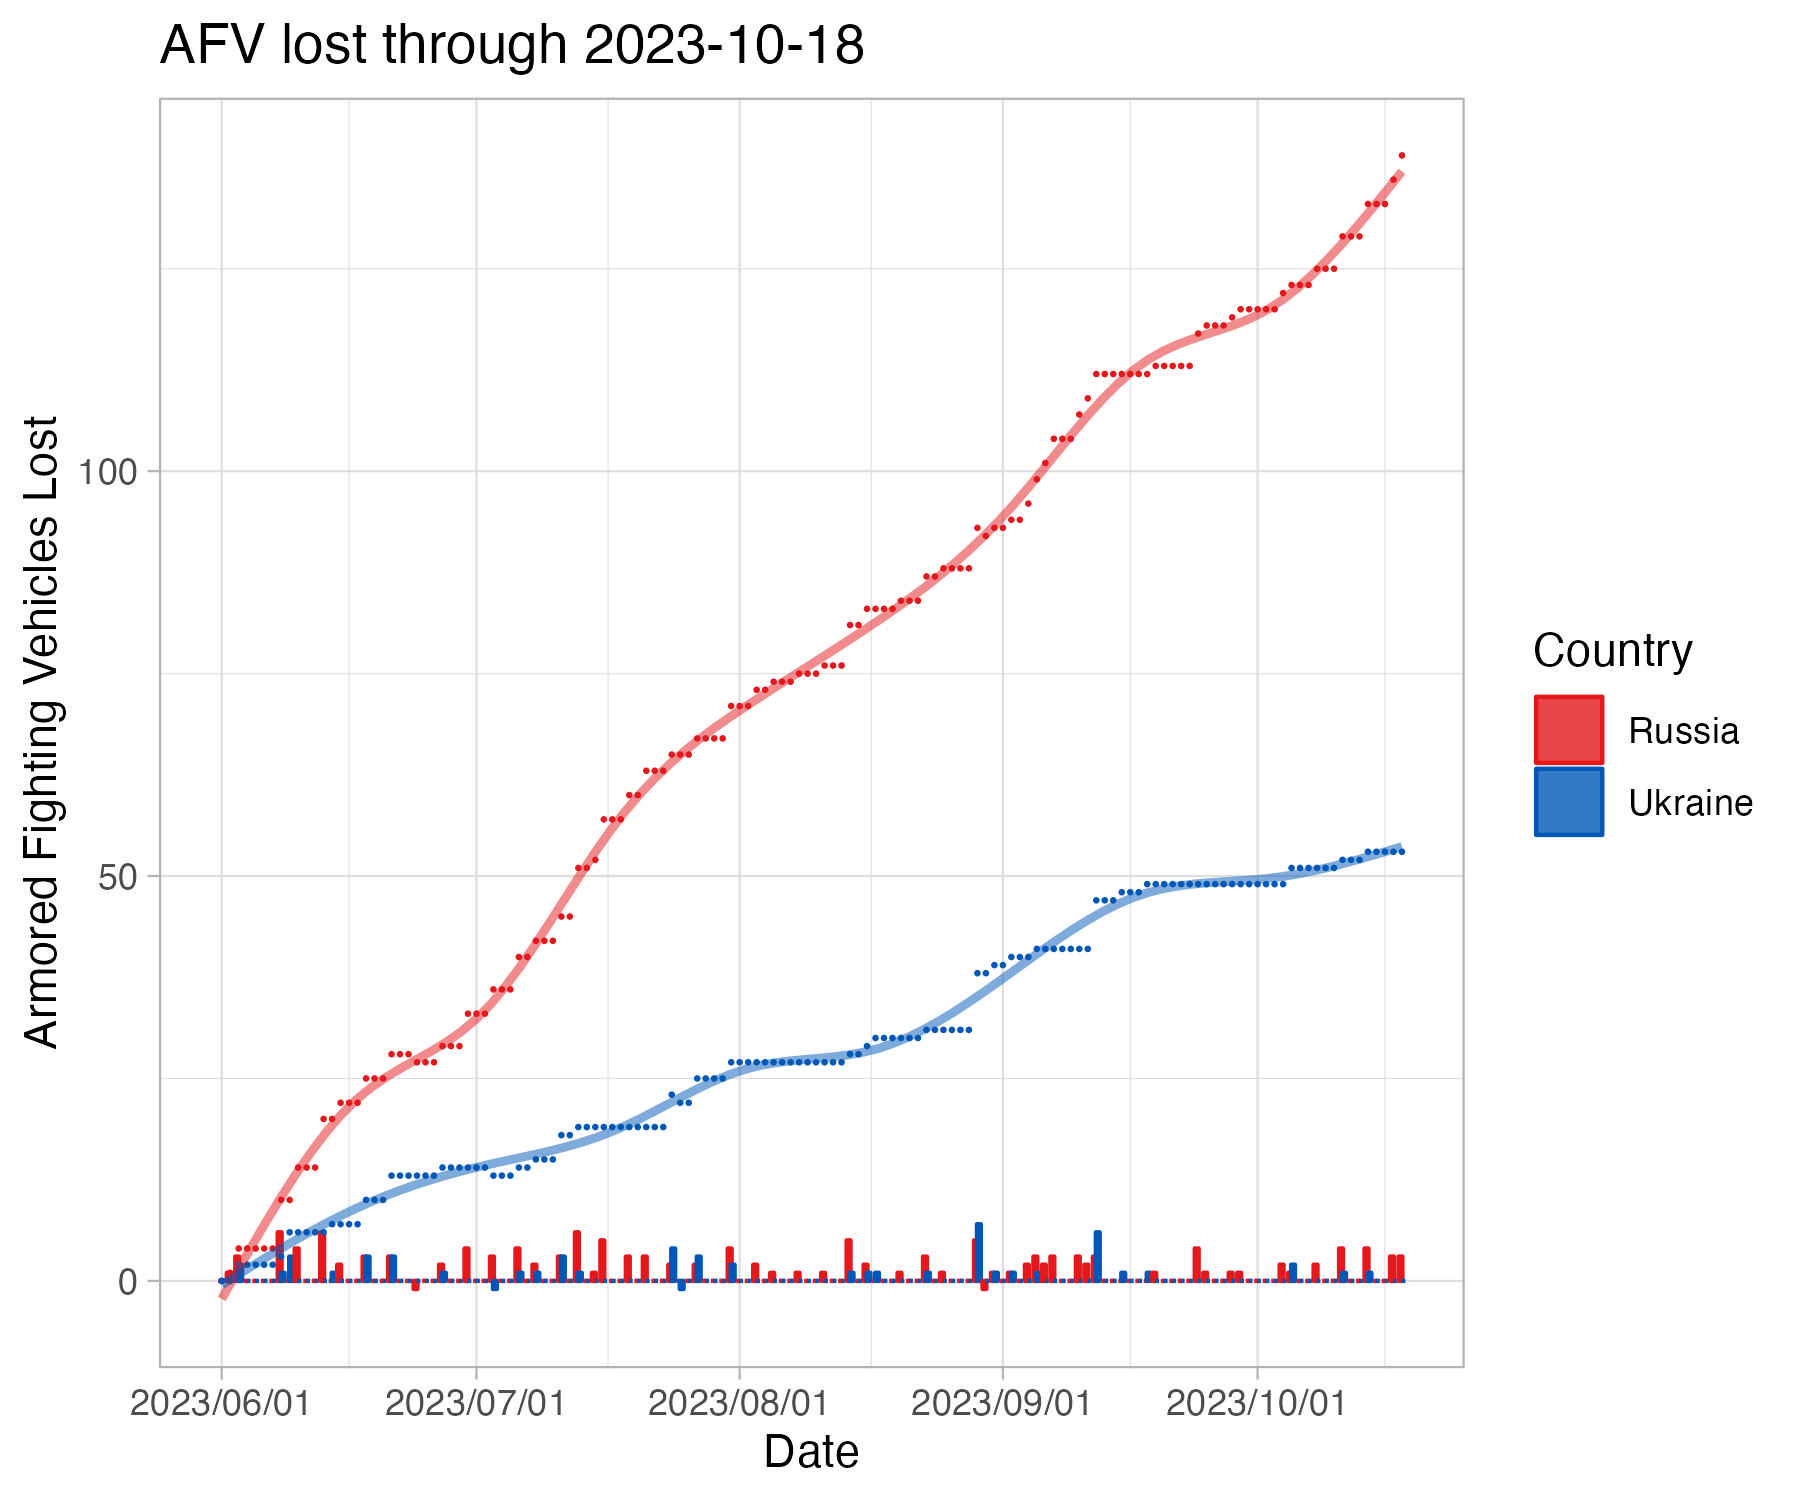 AFV lost through 2023-10-18
Armored Fighting Vehicles Lost
100
50
0
2023/06/01
2023/07/01
2023/08/01
2023/09/01
2023/10/01
Date
Country
Russia
Ukraine